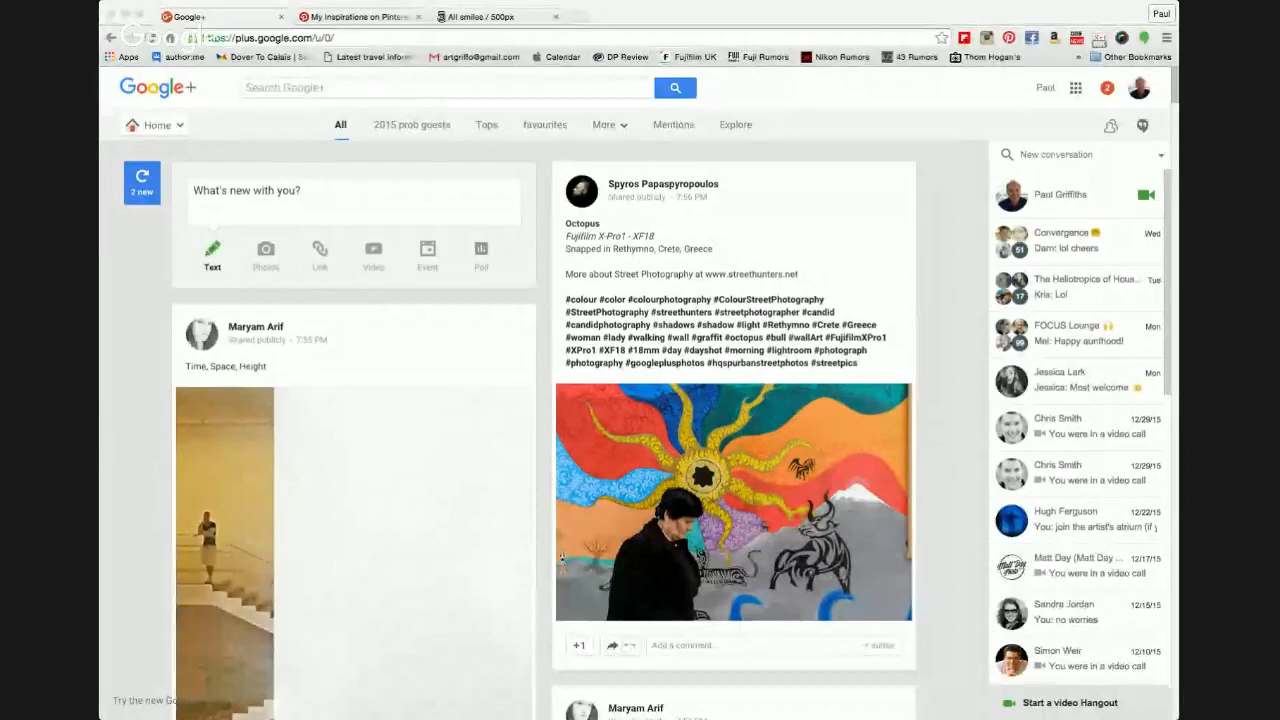 Google+
My Inspirations on Pinter
All smiles / 500px
Paul
https://plus.google.com/u/0/
Apps
author:me
Dover To Calais | S
Latest travel info
artgriffo@gmail.com
Calendar
DP Review
Fujifilm UK
Fuji Rumors
Nikon Rumors
43 Rumors
Thom Hogan's
»
Other Bookmarks
Google+
Search Google+
Paul
2
Home
All
2015 prob guests
Tops
favourites
More
Mentions
Explore
2 new
What's new with you?
Text
Photos
Link
Video
Event
Poll
Maryam Arif
Shared publicly - 7:55 PM
Time, Space, Height
Try the new
Spyros Papaspyropoulos
Shared publicly - 7:56 PM
Octopus
Fujifilm X-Pro1 - XF18
Snapped in Rethymno, Crete, Greece
More about Street Photography at www.streethunters.net
#colour #color #colourphotography #ColourStreetPhotography
#StreetPhotography #streethunters #streetphotographer #candid
#candidphotography #shadows #shadow #light #Rethymno #Crete #Greece
#woman #lady #walking #wall #graffit #octopus #bull #wallArt #FujifilmXPro1
#XPro1 #XF18 #18mm #day #dayshot #morning #lightroom #photograph
#photography #googleplusphotos #hqspurbanstreetphotos #streetpics
+1
Add a comment...
Maryam Arif
New conversation
Paul Griffiths
Convergence
Wed
Dam: lol cheers
51
The Heliotropics of Hous...
Tue
Kris: Lol
17
FOCUS Lounge
Mon
Mel: Happy aunthood!
99
Jessica Lark
Mon
Jessica: Most welcome
Chris Smith
12/29/15
You were in a video call
Chris Smith
12/29/15
You were in a video call
Hugh Ferguson
12/22/15
You: join the artist's atrium (if y
Matt Day (Matt Day ...
12/17/15
You were in a video call
Sandra Jordan
12/15/15
You: no worries
Simon Weir
12/10/15
You were in a video call
Start a video Hangout